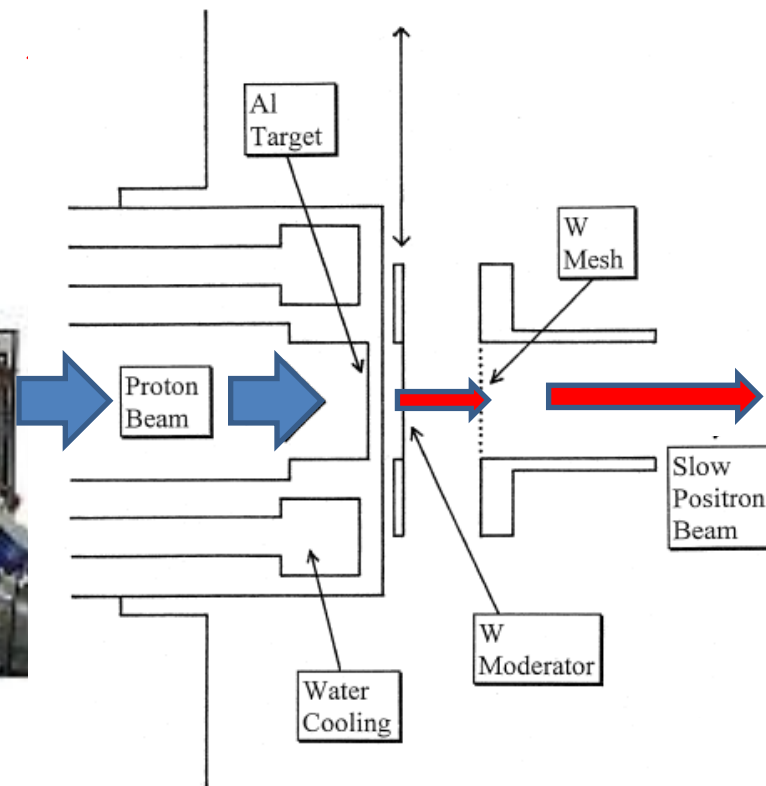 Al
Target
W
Mesh
Proton
Beam
Slow
Positron
Beam
W
Moderator
Water
Cooling